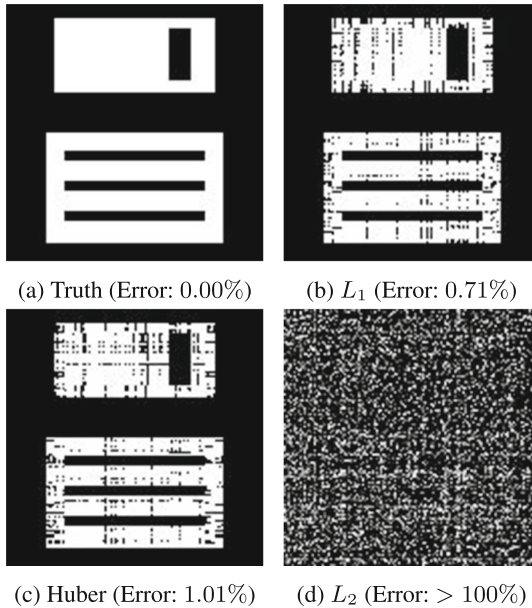 (a) Truth (Error: 0.00%)
(b) L₁ (Error: 0.71%)
(c) Huber (Error: 1.01%)
(d) L₂ (Error: > 100%)